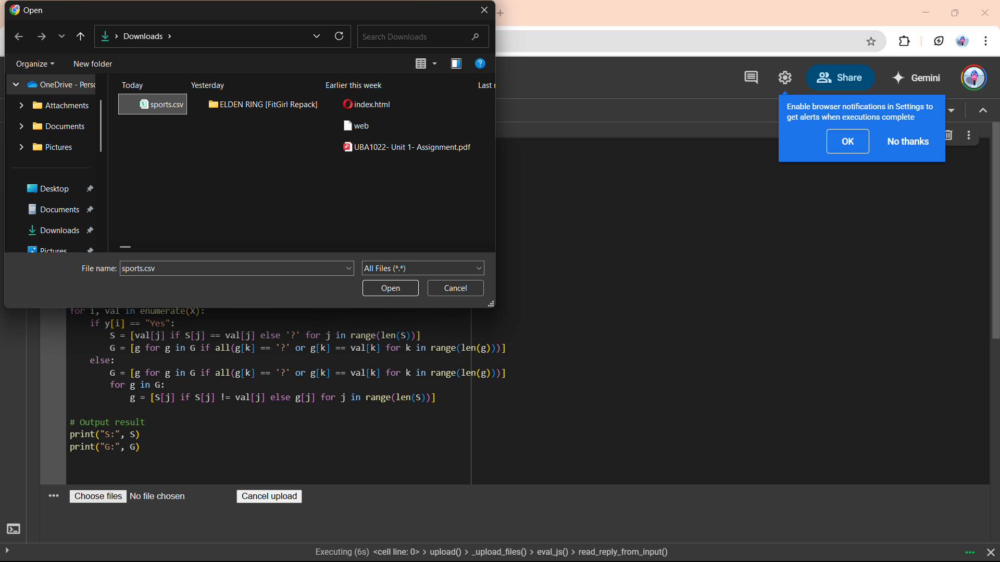 Open
Downloads
Search Downloads
Organize
New folder
OneDrive - Perso
Attachments
Documents
Pictures
Desktop
Documents
Downloads
Pictures
Today
Yesterday
Earlier this week
Last
sports.csv
ELDEN RING [FitGirl Repack]
index.html
web
UBA1022- Unit 1- Assignment.pdf
File name: sports.csv
All Files (*.*)
Open
Cancel
Share
Gemini
Enable browser notifications in Settings to
get alerts when executions complete
OK
No thanks
for i, val in enumerate(X):
    if y[i] == "Yes":
        S = [val[j] if S[j] == val[j] else '?' for j in range(len(S))]
        G = [g for g in G if all(g[k] == '?' or g[k] == val[k] for k in range(len(g)))]
    else:
        G = [g for g in G if all(g[k] == '?' or g[k] == val[k] for k in range(len(g)))]
        for g in G:
            g = [S[j] if S[j] != val[j] else g[j] for j in range(len(S))]
# Output result
print("S:", S)
print("G:", G)
Choose files No file chosen
Cancel upload
Executing (6s) <cell line: 0> > upload() > _upload_files() > eval_js() > read_reply_from_input()